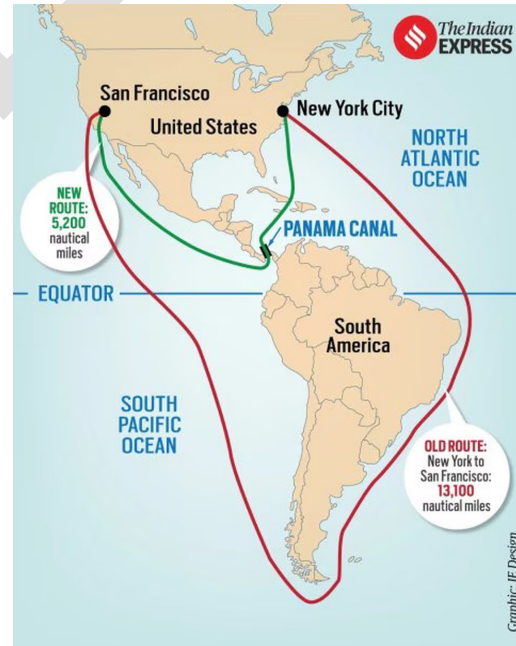 The Indian
EXPRESS
San Francisco
New York City
United States
NORTH
ATLANTIC
OCEAN
NEW
ROUTE:
5,200
nautical
miles
PANAMA CANAL
EQUATOR
South
America
SOUTH
PACIFIC
OCEAN
OLD ROUTE:
New York to
San Francisco:
13,100
nautical miles
Graphic: IE Design